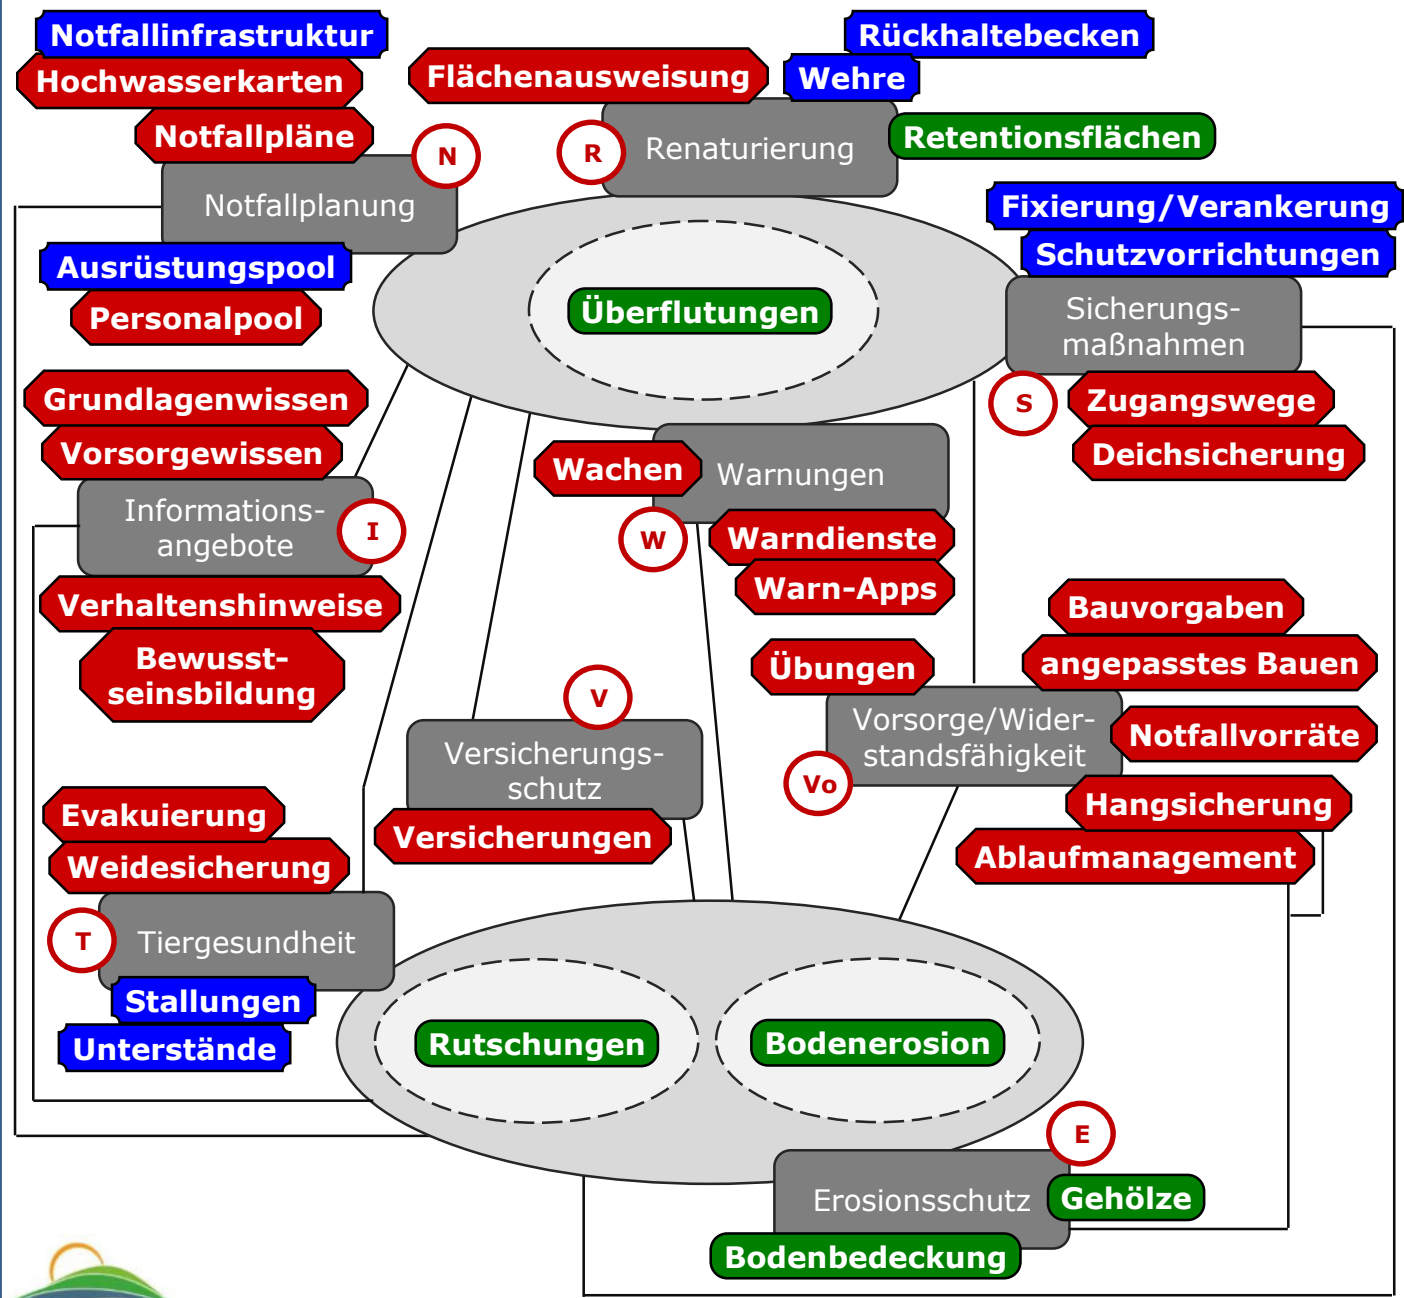 Notfallinfrastruktur
Hochwasserkarten
Notfallpläne
N
Notfallplanung
Ausrüstungspool
Personalpool
Flächenausweisung
Rückhaltebecken
Wehre
R
Renaturierung
Retentionsflächen
Überflutungen
Fixierung/Verankerung
Schutzvorrichtungen
Sicherungs-
maßnahmen
S
Zugangswege
Deichsicherung
Grundlagenwissen
Vorsorgewissen
Informations-
angebote
I
Verhaltenshinweise
Bewusst-
seinsbildung
Wachen
Warnungen
W
Warndienste
Warn-Apps
Bauvorgaben
angepasstes Bauen
Übungen
Vorsorge/Wider-
standsfähigkeit
Vo
Notfallvorräte
Hangsicherung
Ablaufmanagement
V
Versicherungs-
schutz
Versicherungen
Evakuierung
Weidesicherung
T
Tiergesundheit
Stallungen
Unterstände
Rutschungen
Bodenerosion
E
Erosionsschutz
Gehölze
Bodenbedeckung